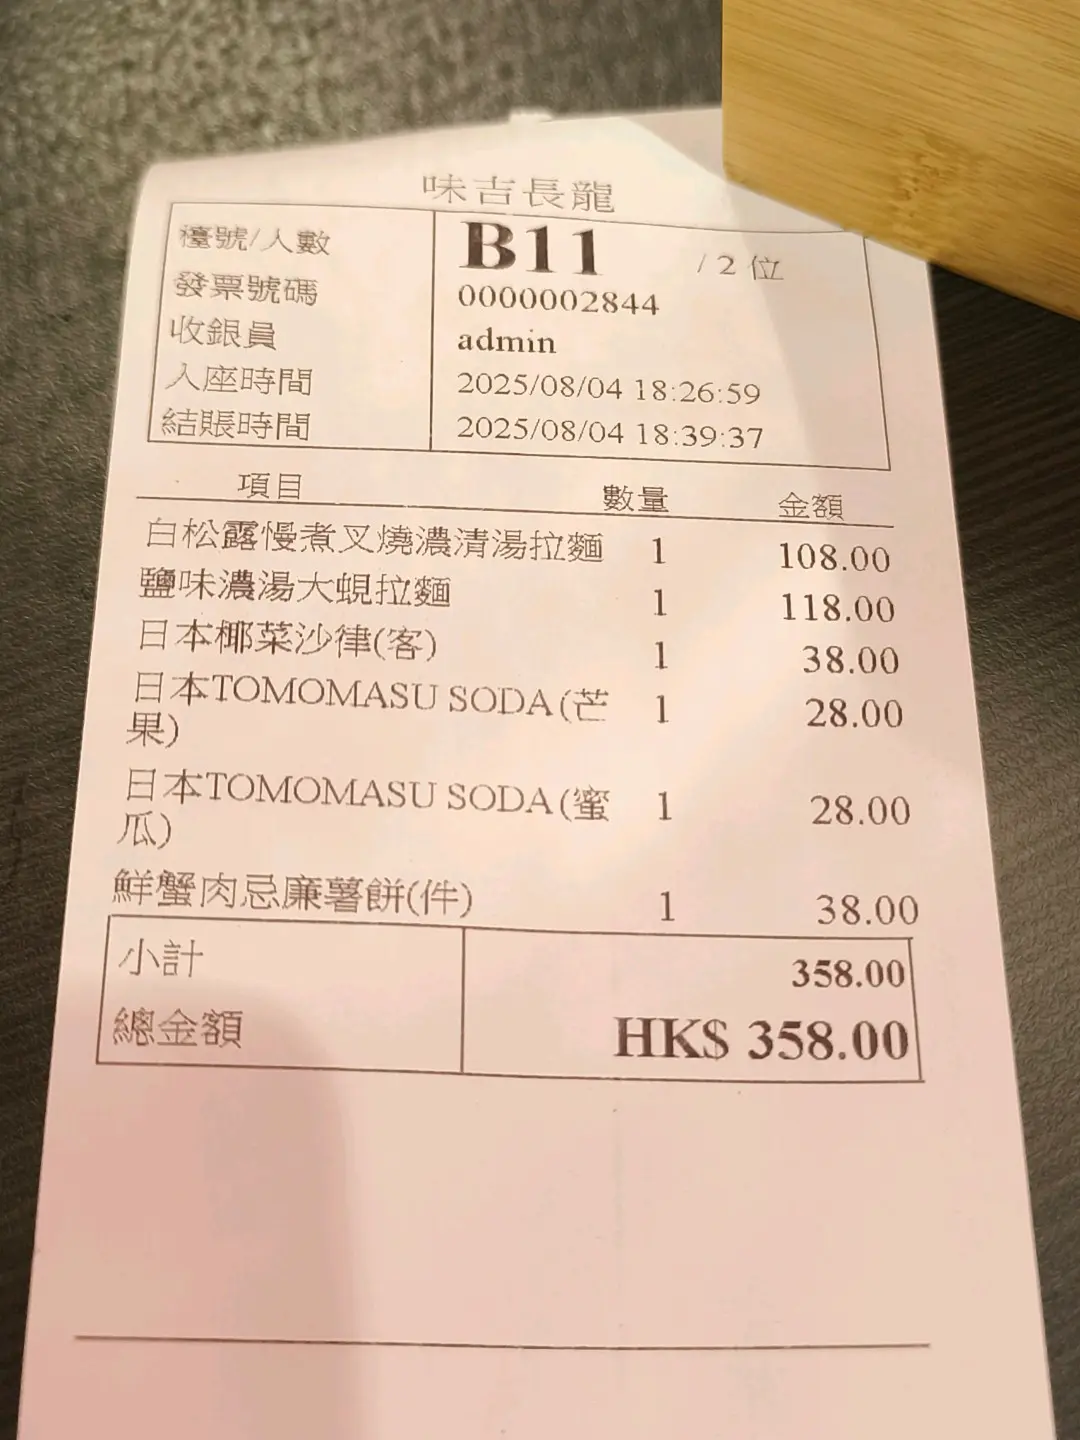 味吉長龍
檯號/人數 B11 / 2 位
發票號碼 0000002844
收銀員 admin
入座時間 2025/08/04 18:26:59
結賬時間 2025/08/04 18:39:37
項目 數量 金額
白松露慢煮叉燒濃清湯拉麵 1 108.00
鹽味濃湯大蜆拉麵 1 118.00
日本椰菜沙律(客) 1 38.00
日本TOMOMASU SODA(芒 1 28.00
果)
日本TOMOMASU SODA(蜜 1 28.00
瓜)
鮮蟹肉忌廉薯餅(件) 1 38.00
小計 358.00
總金額 HK$ 358.00